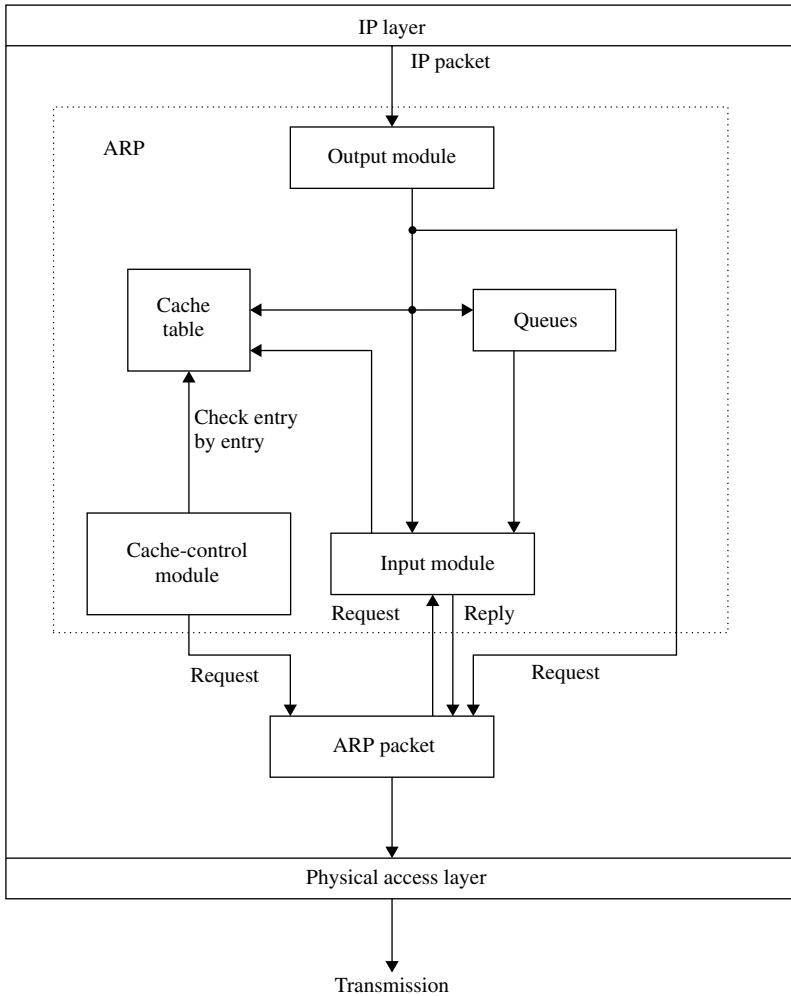 IP layer
IP packet
ARP
Output module
Cache
table
Queues
Check entry
by entry
Cache-control
module
Input module
Request
Reply
Request
Request
ARP packet
Physical access layer
Transmission